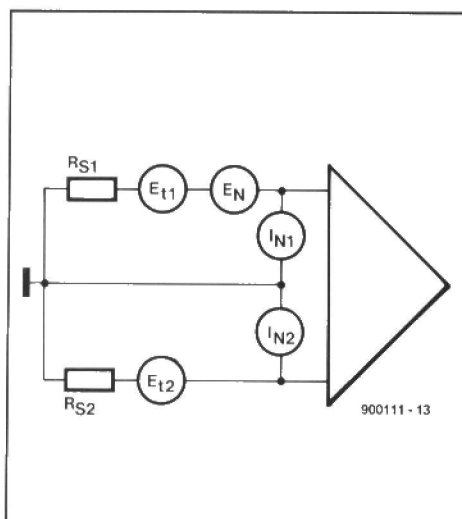 RS1
Et1
EN
IN1
IN2
RS2
Et2
900111 - 13